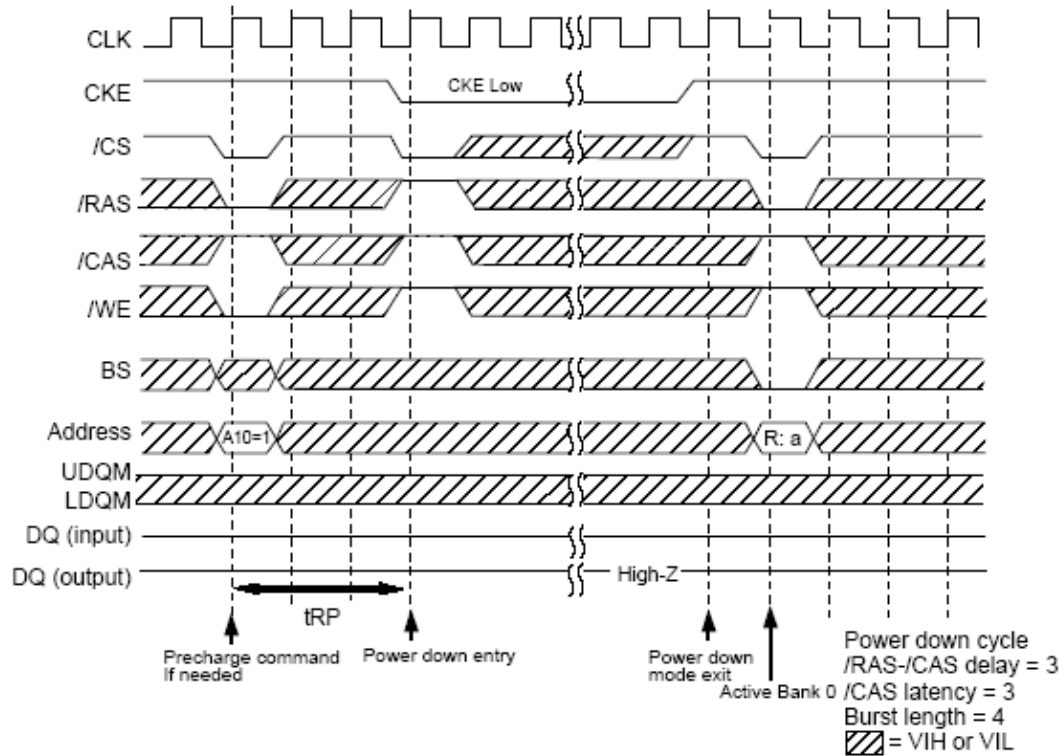 CLK
CKE
CKE Low
/CS
/RAS
/CAS
/WE
BS
Address
A10=1
R: a
UDQM
LDQM
DQ (input)
DQ (output)
High-Z
tRP
Precharge command
If needed
Power down entry
Power down
mode exit
Active Bank 0
Power down cycle
/RAS-/CAS delay = 3
/CAS latency = 3
Burst length = 4
= VIH or VIL